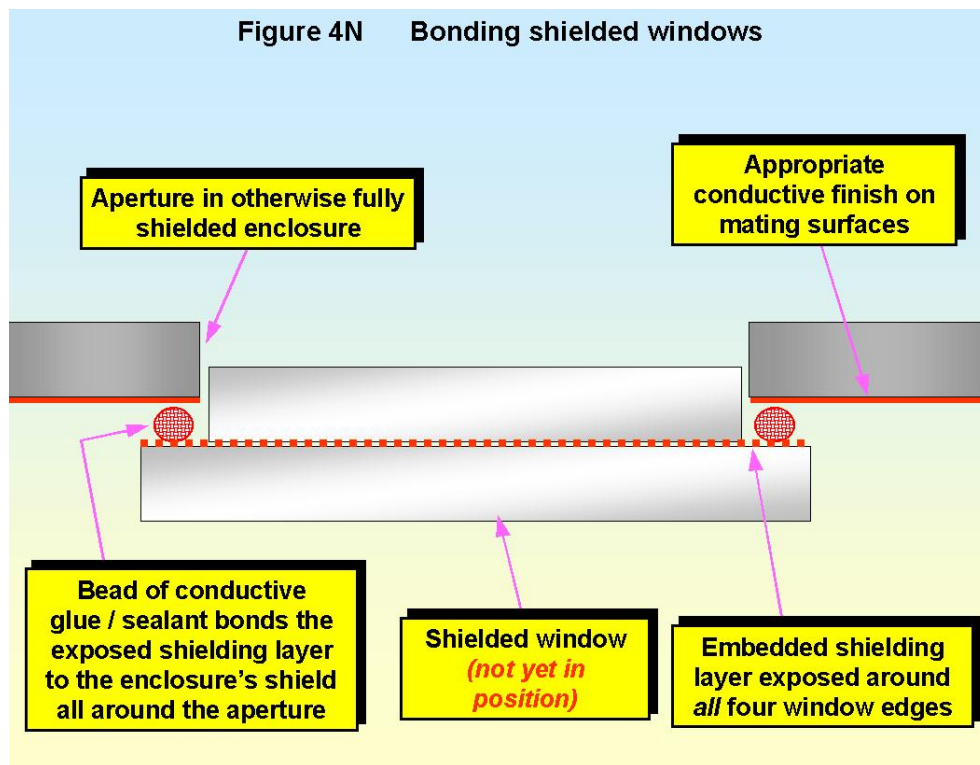 Figure 4N Bonding shielded windows
Aperture in otherwise fully
shielded enclosure
Appropriate
conductive finish on
mating surfaces
Bead of conductive
glue / sealant bonds the
exposed shielding layer
to the enclosure's shield
all around the aperture
Shielded window
(not yet in
position)
Embedded shielding
layer exposed around
all four window edges